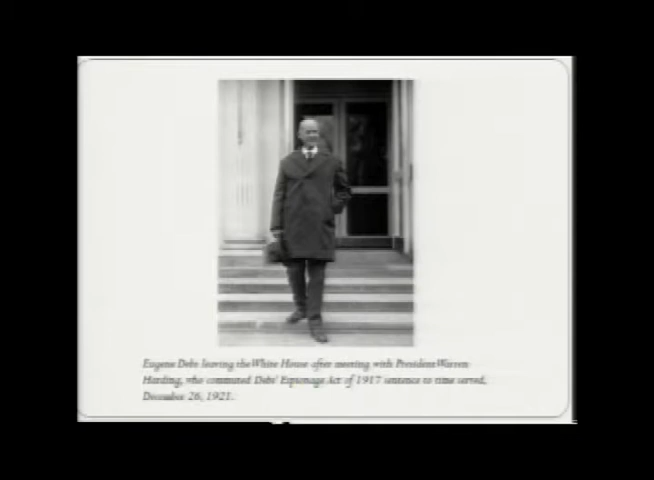 Eugene Debs leaving the White House after meeting with President Warren
Harding, who commuted Debs' Espionage Act of 1917 sentence to time served,
December 26, 1921.